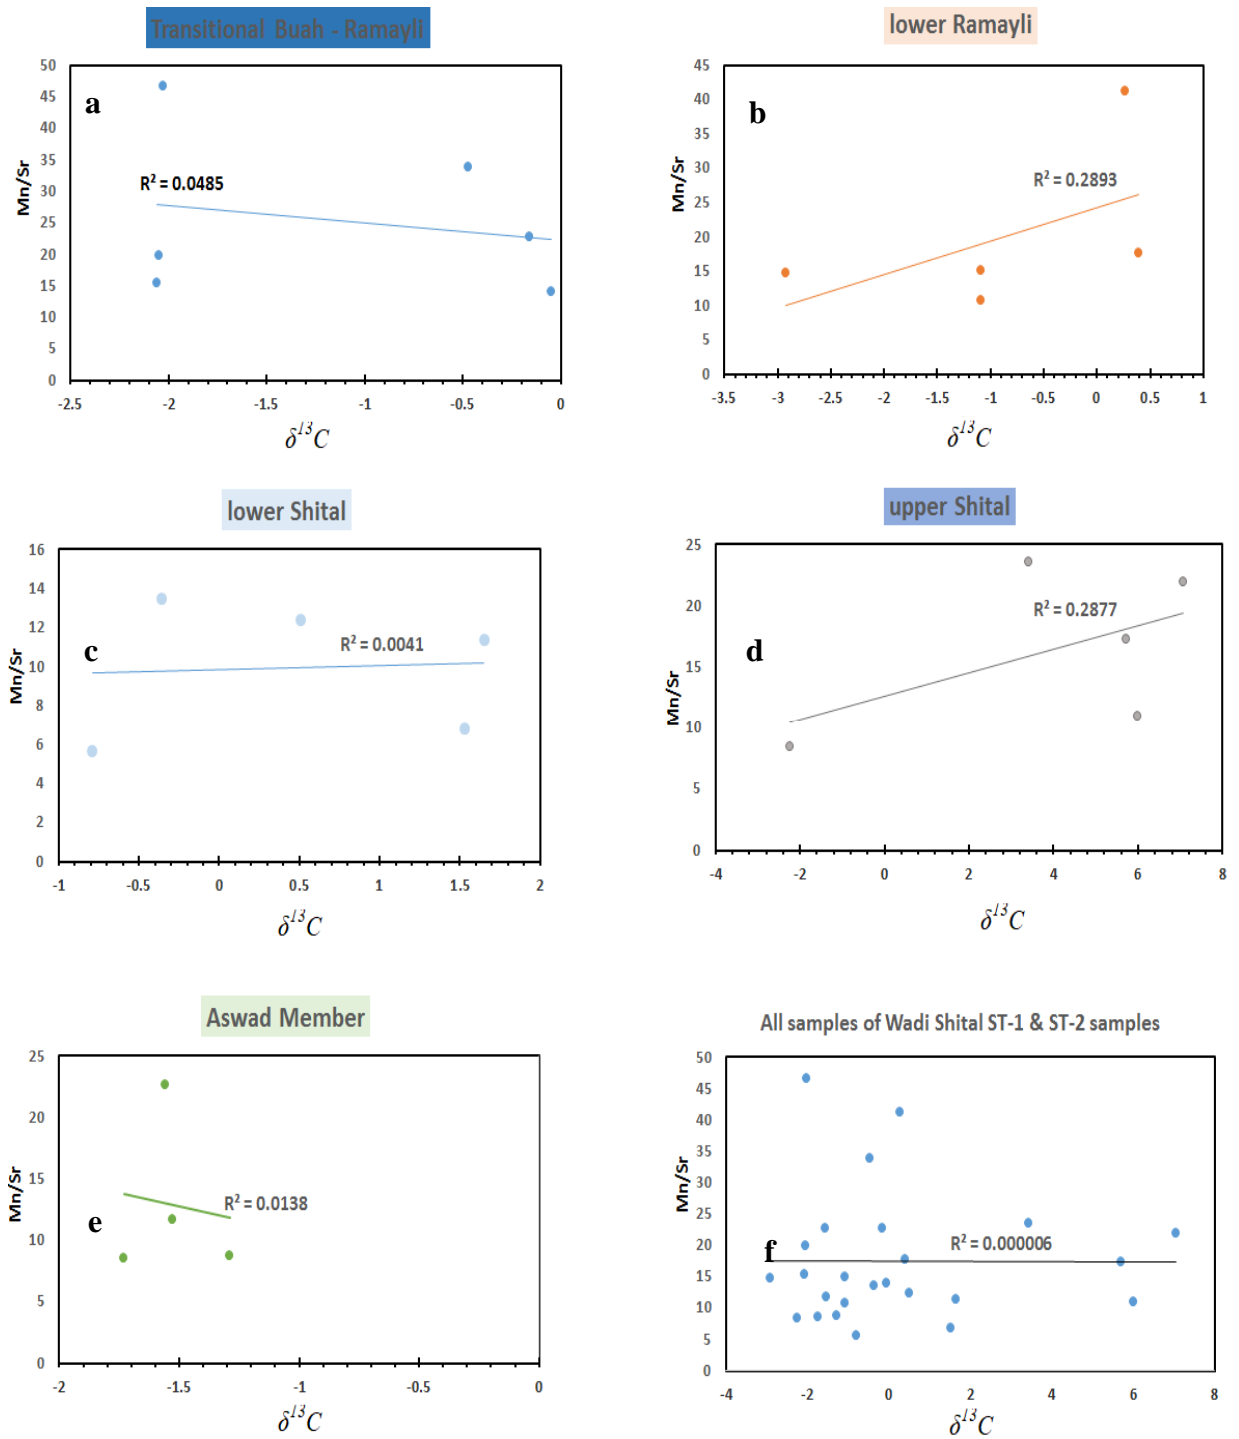 Transitional Buah - Ramayli
a
Mn/Sr
50
45
40
35
30
25
20
15
10
5
0
R² = 0.0485
-2.5 -2 -1.5 -1 -0.5 0
δ¹³C
lower Ramayli
b
Mn/Sr
45
40
35
30
25
20
15
10
5
0
R² = 0.2893
-3.5 -3 -2.5 -2 -1.5 -1 -0.5 0 0.5 1
δ¹³C
lower Shital
c
Mn/Sr
16
14
12
10
8
6
4
2
0
R² = 0.0041
-1 -0.5 0 0.5 1 1.5 2
δ¹³C
upper Shital
d
Mn/Sr
25
20
15
10
5
0
R² = 0.2877
-4 -2 0 2 4 6 8
δ¹³C
Aswad Member
e
Mn/Sr
25
20
15
10
5
0
R² = 0.0138
-2 -1.5 -1 -0.5 0
δ¹³C
All samples of Wadi Shital ST-1 & ST-2 samples
f
Mn/Sr
50
45
40
35
30
25
20
15
10
5
0
R² = 0.000006
-4 -2 0 2 4 6 8
δ¹³C